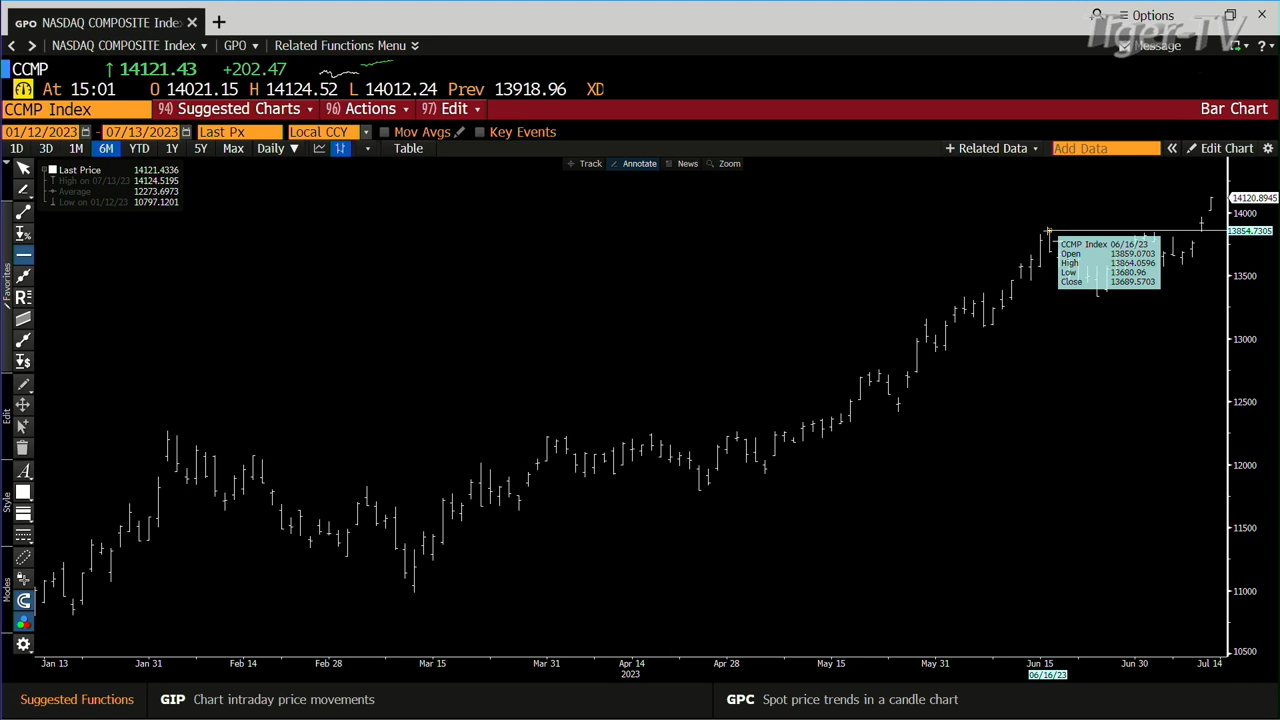 GPO NASDAQ COMPOSITE Inde
Options
Tiger-TV
NASDAQ COMPOSITE Index GPO Related Functions Menu Message ?
CCMP ↑ 14121.43 +202.47
At 15:01 O 14021.15 H 14124.52 L 14012.24 Prev 13918.96 XD
CCMP Index 94) Suggested Charts 96) Actions 97) Edit Bar Chart
01/12/2023 - 07/13/2023 Last Px Local CCY Mov Avgs Key Events
1D 3D 1M 6M YTD 1Y 5Y Max Daily ▼ Table + Related Data Add Data « Edit Chart
Track Annotate News Zoom
Last Price 14121.4336
High on 07/13/23 14124.5195
Average 12273.6973
Low on 01/12/23 10797.1201
14120.8945
14000
13854.7305
CCMP Index 06/16/23
Open 13859.0703
High 13864.0596
Low 13680.96
Close 13689.5703
13500
13000
12500
12000
11500
11000
10500
Favorites
Edit
Style
Modes
Jan 13 Jan 31 Feb 14 Feb 28 Mar 15 Mar 31 Apr 14 Apr 28 May 15 May 31 Jun 15 Jun 30 Jul 14
2023
06/16/23
Suggested Functions GIP Chart intraday price movements GPC Spot price trends in a candle chart